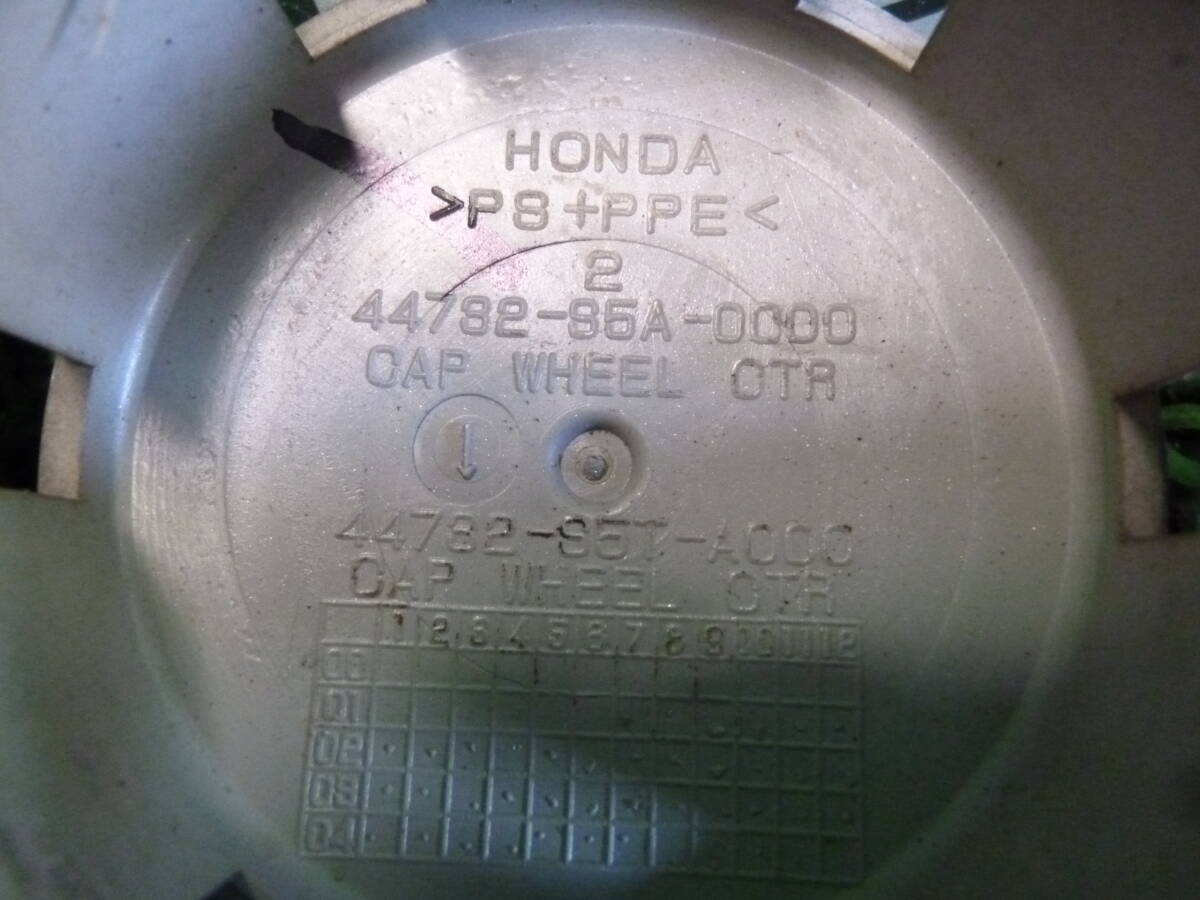 HONDA
>PS+PPE<
2
44732-S5A-0000
CAP WHEEL CTR
↓
44732-S5T-A000
CAP WHEEL CTR
1 2 3 4 5 6 7 8 9 10 11 12
00
01
02
03
04